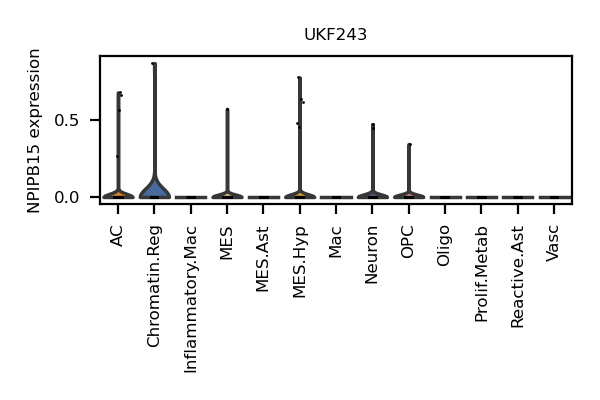 UKF243
NPIPB15 expression
0.5
0.0
AC
Chromatin.Reg
Inflammatory.Mac
MES
MES.Ast
MES.Hyp
Mac
Neuron
OPC
Oligo
Prolif.Metab
Reactive.Ast
Vasc